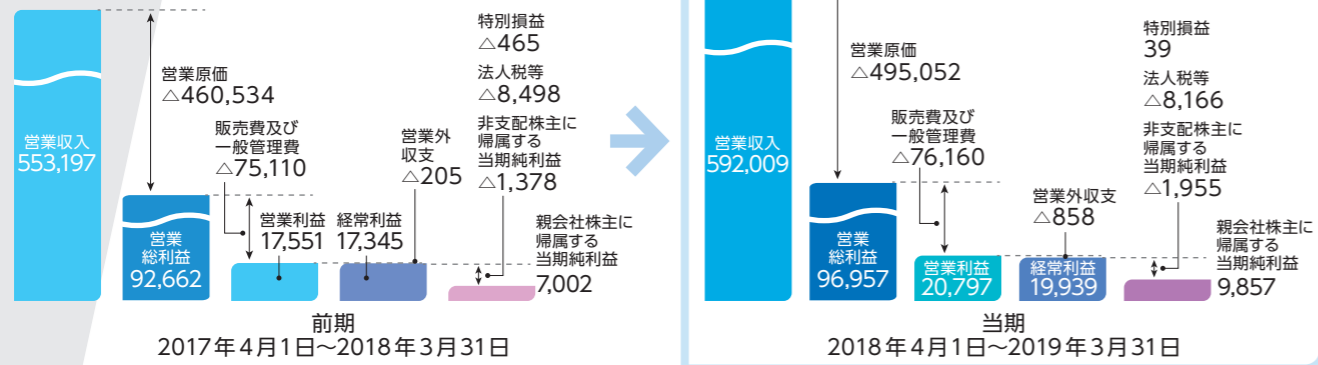 営業収入
553,197
営業原価
△460,534
営業
総利益
92,662
販売費及び
一般管理費
△75,110
営業利益
17,551
経常利益
17,345
営業外
収支
△205
特別損益
△465
法人税等
△8,498
非支配株主に
帰属する
当期純利益
△1,378
親会社株主に
帰属する
当期純利益
7,002
前期
2017年4月1日～2018年3月31日
営業収入
592,009
営業原価
△495,052
営業
総利益
96,957
販売費及び
一般管理費
△76,160
営業利益
20,797
営業外収支
△858
経常利益
19,939
特別損益
39
法人税等
△8,166
非支配株主に
帰属する
当期純利益
△1,955
親会社株主に
帰属する
当期純利益
9,857
当期
2018年4月1日～2019年3月31日